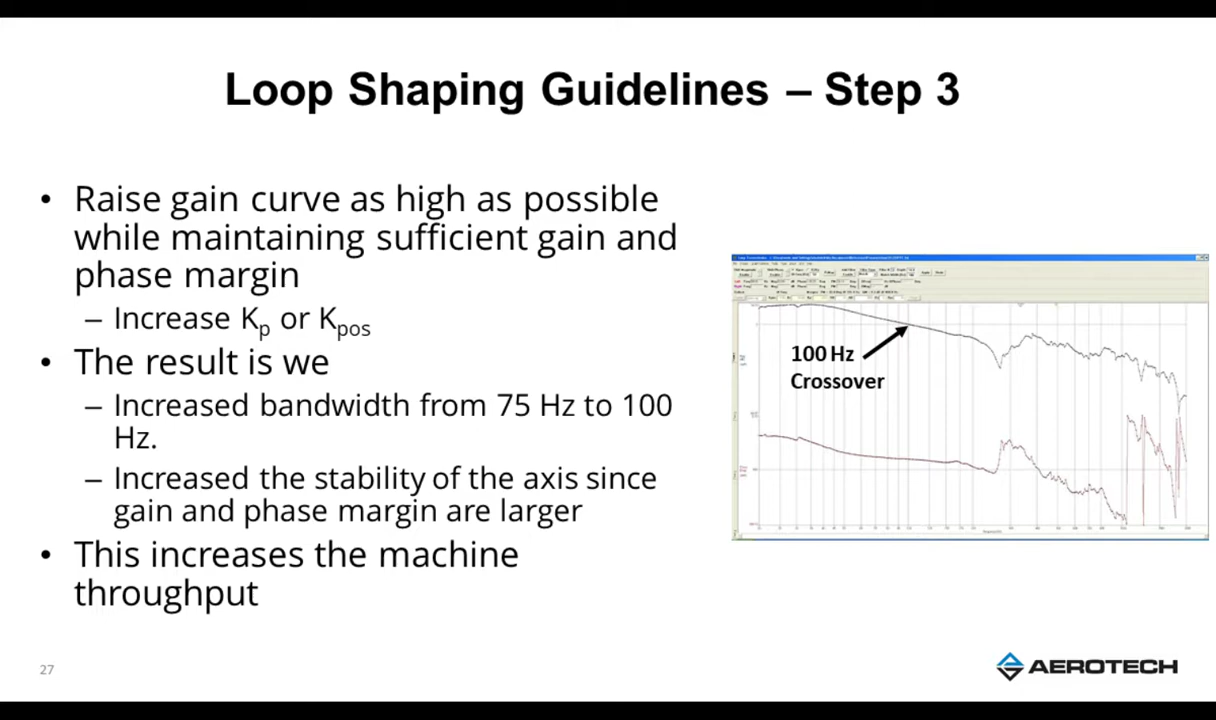 Loop Shaping Guidelines – Step 3
• Raise gain curve as high as possible
while maintaining sufficient gain and
phase margin
– Increase Kp or Kpos
• The result is we
– Increased bandwidth from 75 Hz to 100
Hz.
– Increased the stability of the axis since
gain and phase margin are larger
• This increases the machine
throughput
100 Hz
Crossover
27
AEROTECH